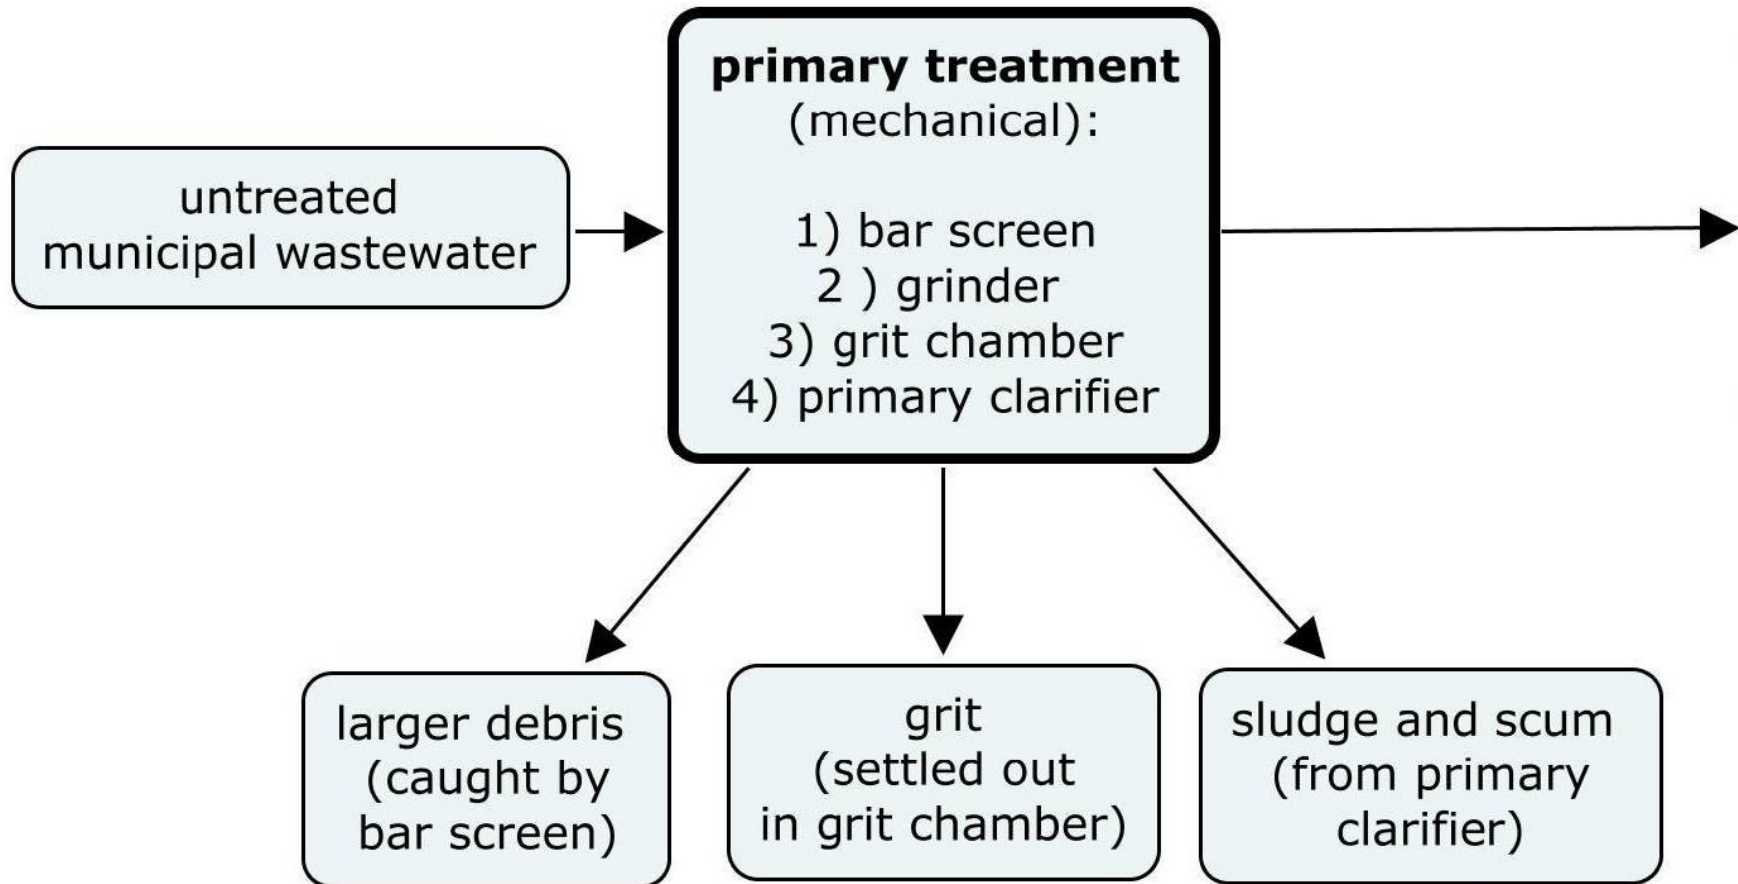 untreated
municipal wastewater
primary treatment
(mechanical):
1) bar screen
2 ) grinder
3) grit chamber
4) primary clarifier
larger debris
(caught by
bar screen)
grit
(settled out
in grit chamber)
sludge and scum
(from primary
clarifier)